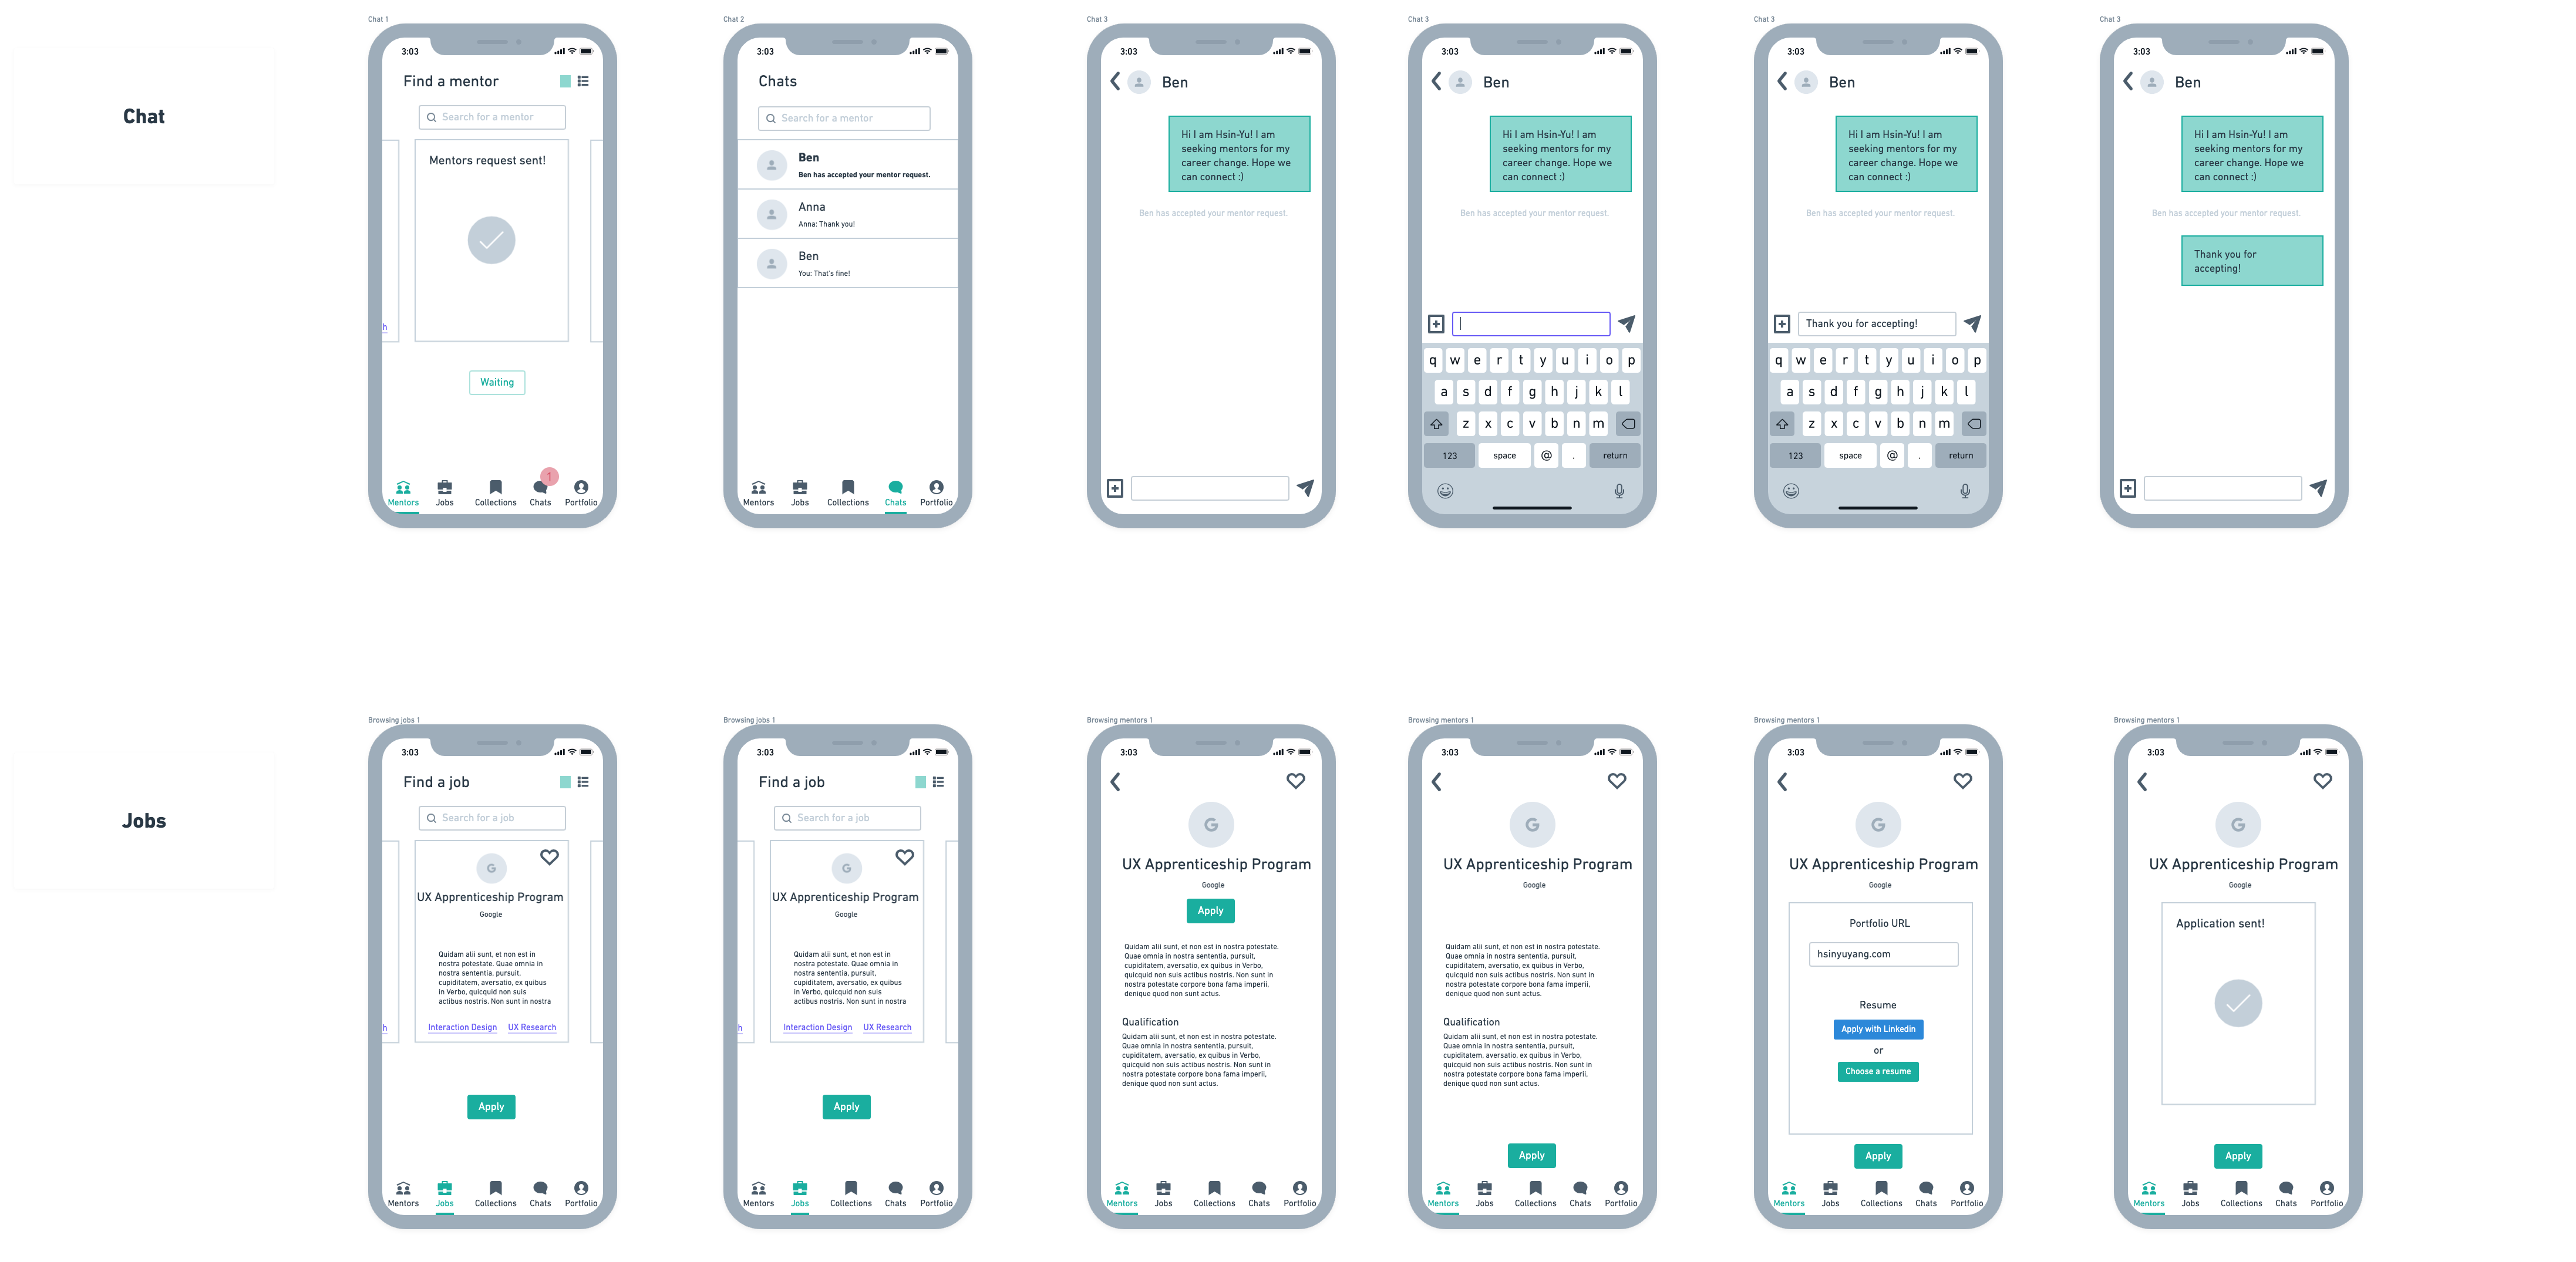 Chat
Chat 1
3:03
Find a mentor
Search for a mentor
Mentors request sent!
h
Waiting
1
Mentors
Jobs
Collections
Chats
Portfolio
Chat 2
3:03
Chats
Search for a mentor
Ben
Ben has accepted your mentor request.
Anna
Anna: Thank you!
Ben
You: That's fine!
Mentors
Jobs
Collections
Chats
Portfolio
Chat 3
3:03
Ben
Hi I am Hsin-Yu! I am
seeking mentors for my
career change. Hope we
can connect :)
Ben has accepted your mentor request.
Chat 3
3:03
Ben
Hi I am Hsin-Yu! I am
seeking mentors for my
career change. Hope we
can connect :)
Ben has accepted your mentor request.
q w e r t y u i o p
a s d f g h j k l
z x c v b n m
123 space @ . return
Chat 3
3:03
Ben
Hi I am Hsin-Yu! I am
seeking mentors for my
career change. Hope we
can connect :)
Ben has accepted your mentor request.
Thank you for accepting!
q w e r t y u i o p
a s d f g h j k l
z x c v b n m
123 space @ . return
Chat 3
3:03
Ben
Hi I am Hsin-Yu! I am
seeking mentors for my
career change. Hope we
can connect :)
Ben has accepted your mentor request.
Thank you for
accepting!
Jobs
Browsing jobs 1
3:03
Find a job
Search for a job
G
UX Apprenticeship Program
Google
Quidam alii sunt, et non est in
nostra potestate. Quae omnia in
nostra sententia, pursuit,
cupiditatem, aversatio, ex quibus
in Verbo, quicquid non suis
actibus nostris. Non sunt in nostra
h
Interaction Design UX Research
Apply
Mentors
Jobs
Collections
Chats
Portfolio
Browsing jobs 1
3:03
Find a job
Search for a job
G
UX Apprenticeship Program
Google
Quidam alii sunt, et non est in
nostra potestate. Quae omnia in
nostra sententia, pursuit,
cupiditatem, aversatio, ex quibus
in Verbo, quicquid non suis
actibus nostris. Non sunt in nostra
h
Interaction Design UX Research
Apply
Mentors
Jobs
Collections
Chats
Portfolio
Browsing mentors 1
3:03
G
UX Apprenticeship Program
Google
Apply
Quidam alii sunt, et non est in nostra potestate.
Quae omnia in nostra sententia, pursuit,
cupiditatem, aversatio, ex quibus in Verbo,
quicquid non suis actibus nostris. Non sunt in
nostra potestate corpore bona fama imperii,
denique quod non sunt actus.
Qualification
Quidam alii sunt, et non est in nostra potestate.
Quae omnia in nostra sententia, pursuit,
cupiditatem, aversatio, ex quibus in Verbo,
quicquid non suis actibus nostris. Non sunt in
nostra potestate corpore bona fama imperii,
denique quod non sunt actus.
Mentors
Jobs
Collections
Chats
Portfolio
Browsing mentors 1
3:03
G
UX Apprenticeship Program
Google
Quidam alii sunt, et non est in nostra potestate.
Quae omnia in nostra sententia, pursuit,
cupiditatem, aversatio, ex quibus in Verbo,
quicquid non suis actibus nostris. Non sunt in
nostra potestate corpore bona fama imperii,
denique quod non sunt actus.
Qualification
Quidam alii sunt, et non est in nostra potestate.
Quae omnia in nostra sententia, pursuit,
cupiditatem, aversatio, ex quibus in Verbo,
quicquid non suis actibus nostris. Non sunt in
nostra potestate corpore bona fama imperii,
denique quod non sunt actus.
Apply
Mentors
Jobs
Collections
Chats
Portfolio
Browsing mentors 1
3:03
G
UX Apprenticeship Program
Google
Portfolio URL
hsinyuyang.com
Resume
Apply with Linkedin
or
Choose a resume
Apply
Mentors
Jobs
Collections
Chats
Portfolio
Browsing mentors 1
3:03
G
UX Apprenticeship Program
Google
Application sent!
Apply
Mentors
Jobs
Collections
Chats
Portfolio